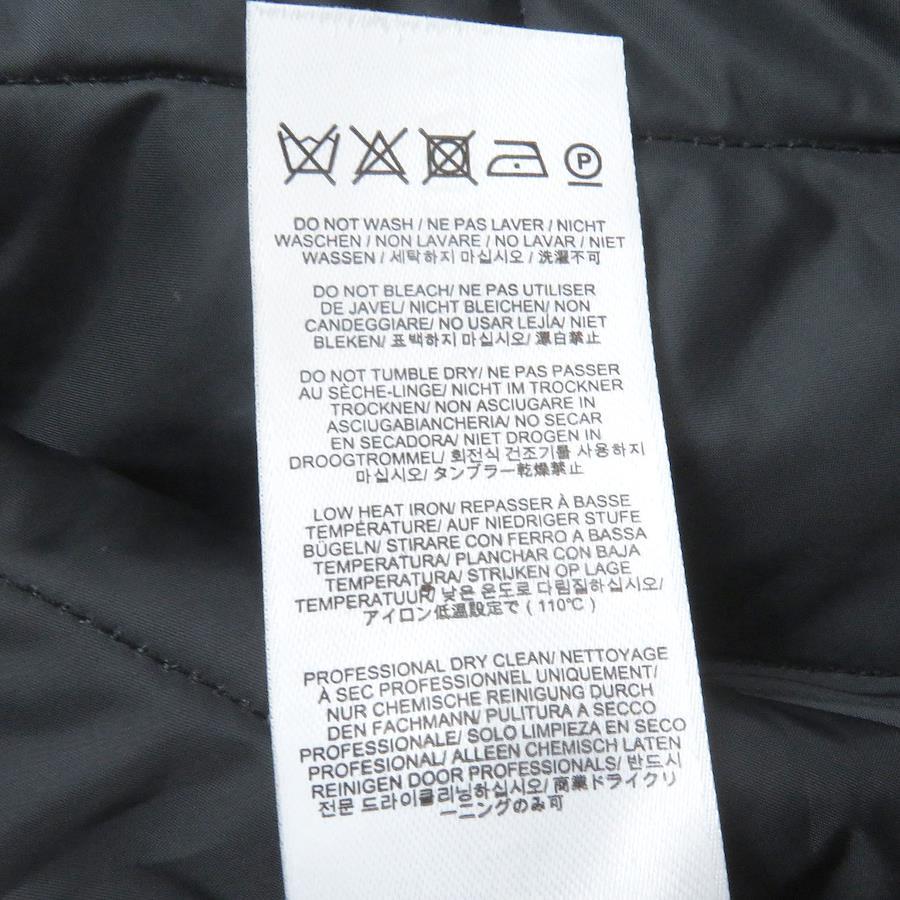 P
DO NOT WASH / NE PAS LAVER / NICHT
WASCHEN / NON LAVARE / NO LAVAR / NIET
WASSEN / 세탁하지 마십시오 / 洗濯不可
DO NOT BLEACH/ NE PAS UTILISER
DE JAVEL/ NICHT BLEICHEN/ NON
CANDEGGIARE/ NO USAR LEJÍA/ NIET
BLEKEN/ 표백하지 마십시오/ 漂白禁止
DO NOT TUMBLE DRY/ NE PAS PASSER
AU SÈCHE-LINGE/ NICHT IM TROCKNER
TROCKNEN/ NON ASCIUGARE IN
ASCIUGABIANCHERIA/ NO SECAR
EN SECADORA/ NIET DROGEN IN
DROOGTROMMEL/ 회전식 건조기를 사용하지
마십시오/ タンブラー乾燥禁止
LOW HEAT IRON/ REPASSER À BASSE
TEMPÉRATURE/ AUF NIEDRIGER STUFE
BÜGELN/ STIRARE CON FERRO A BASSA
TEMPERATURA/ PLANCHAR CON BAJA
TEMPERATURA/ STRIJKEN OP LAGE
TEMPERATUUR/ 낮은 온도로 다림질하십시오/
アイロン低温設定で ( 110℃ )
PROFESSIONAL DRY CLEAN/ NETTOYAGE
À SEC PROFESSIONNEL UNIQUEMENT/
NUR CHEMISCHE REINIGUNG DURCH
DEN FACHMANN/ PULITURA A SECCO
PROFESSIONALE/ SOLO LIMPIEZA EN SECO
PROFESIONAL/ ALLEEN CHEMISCH LATEN
REINIGEN DOOR PROFESSIONALS/ 반드시
전문 드라이클리닝하십시오/ 商業ドライクリ
ーニングのみ可